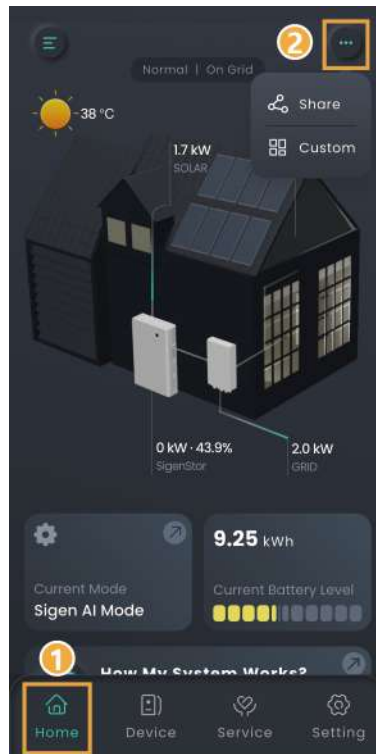 2
Normal | On Grid
Share
38 °C
Custom
1.7 kW
SOLAR
0 kW · 43.9%
SigenStor
2.0 kW
GRID
9.25 kWh
Current Mode
Sigen AI Mode
Current Battery Level
1
How My System Works?
Home
Device
Service
Setting